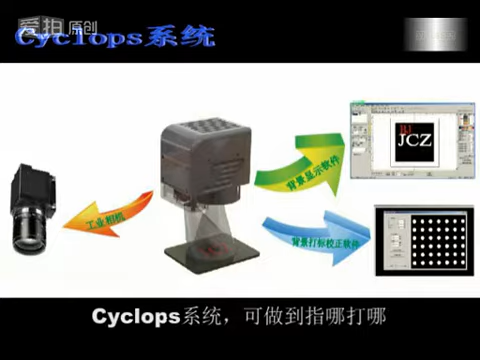 爱拍原创
Cyclops系统
背景显示软件
BJ
JCZ
工业相机
背景打标校正软件
Cyclops系统，可做到指哪打哪